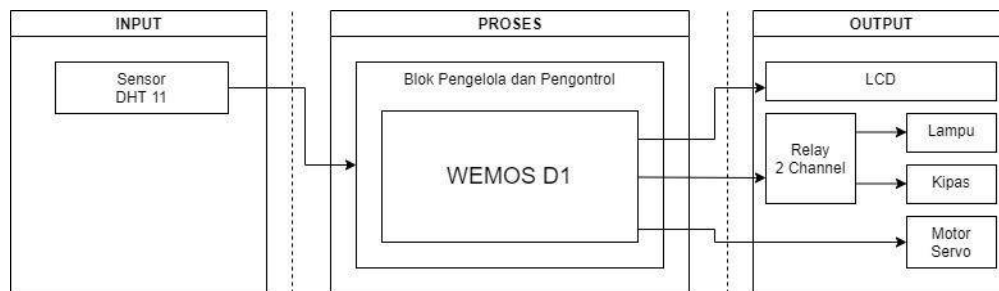 INPUT
Sensor
DHT 11
PROSES
Blok Pengelola dan Pengontrol
WEMOS D1
OUTPUT
LCD
Relay
2 Channel
Lampu
Kipas
Motor
Servo